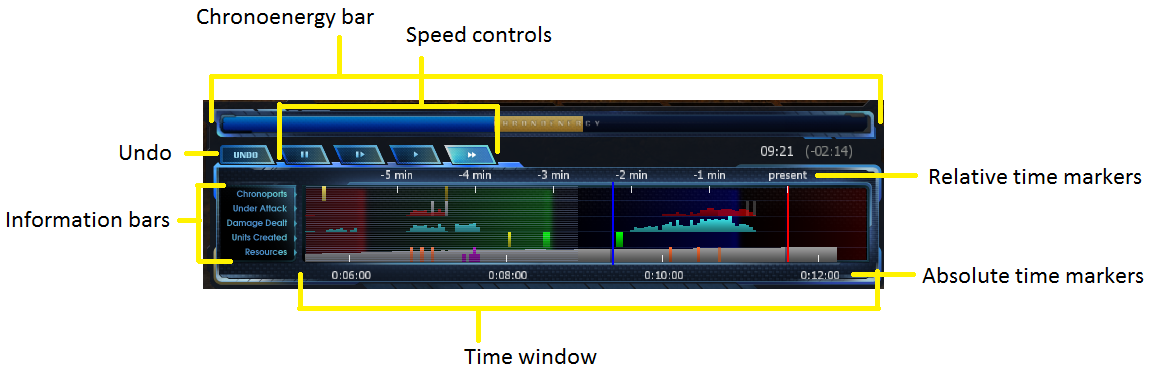 Chronoenergy bar
Speed controls
CHRONOENERGY
Undo
UNDO
09:21 (-02:14)
-5 min -4 min -3 min -2 min -1 min present
Relative time markers
Information bars
Chronoports
Under Attack
Damage Dealt
Units Created
Resources
0:06:00 0:08:00 0:10:00 0:12:00
Absolute time markers
Time window